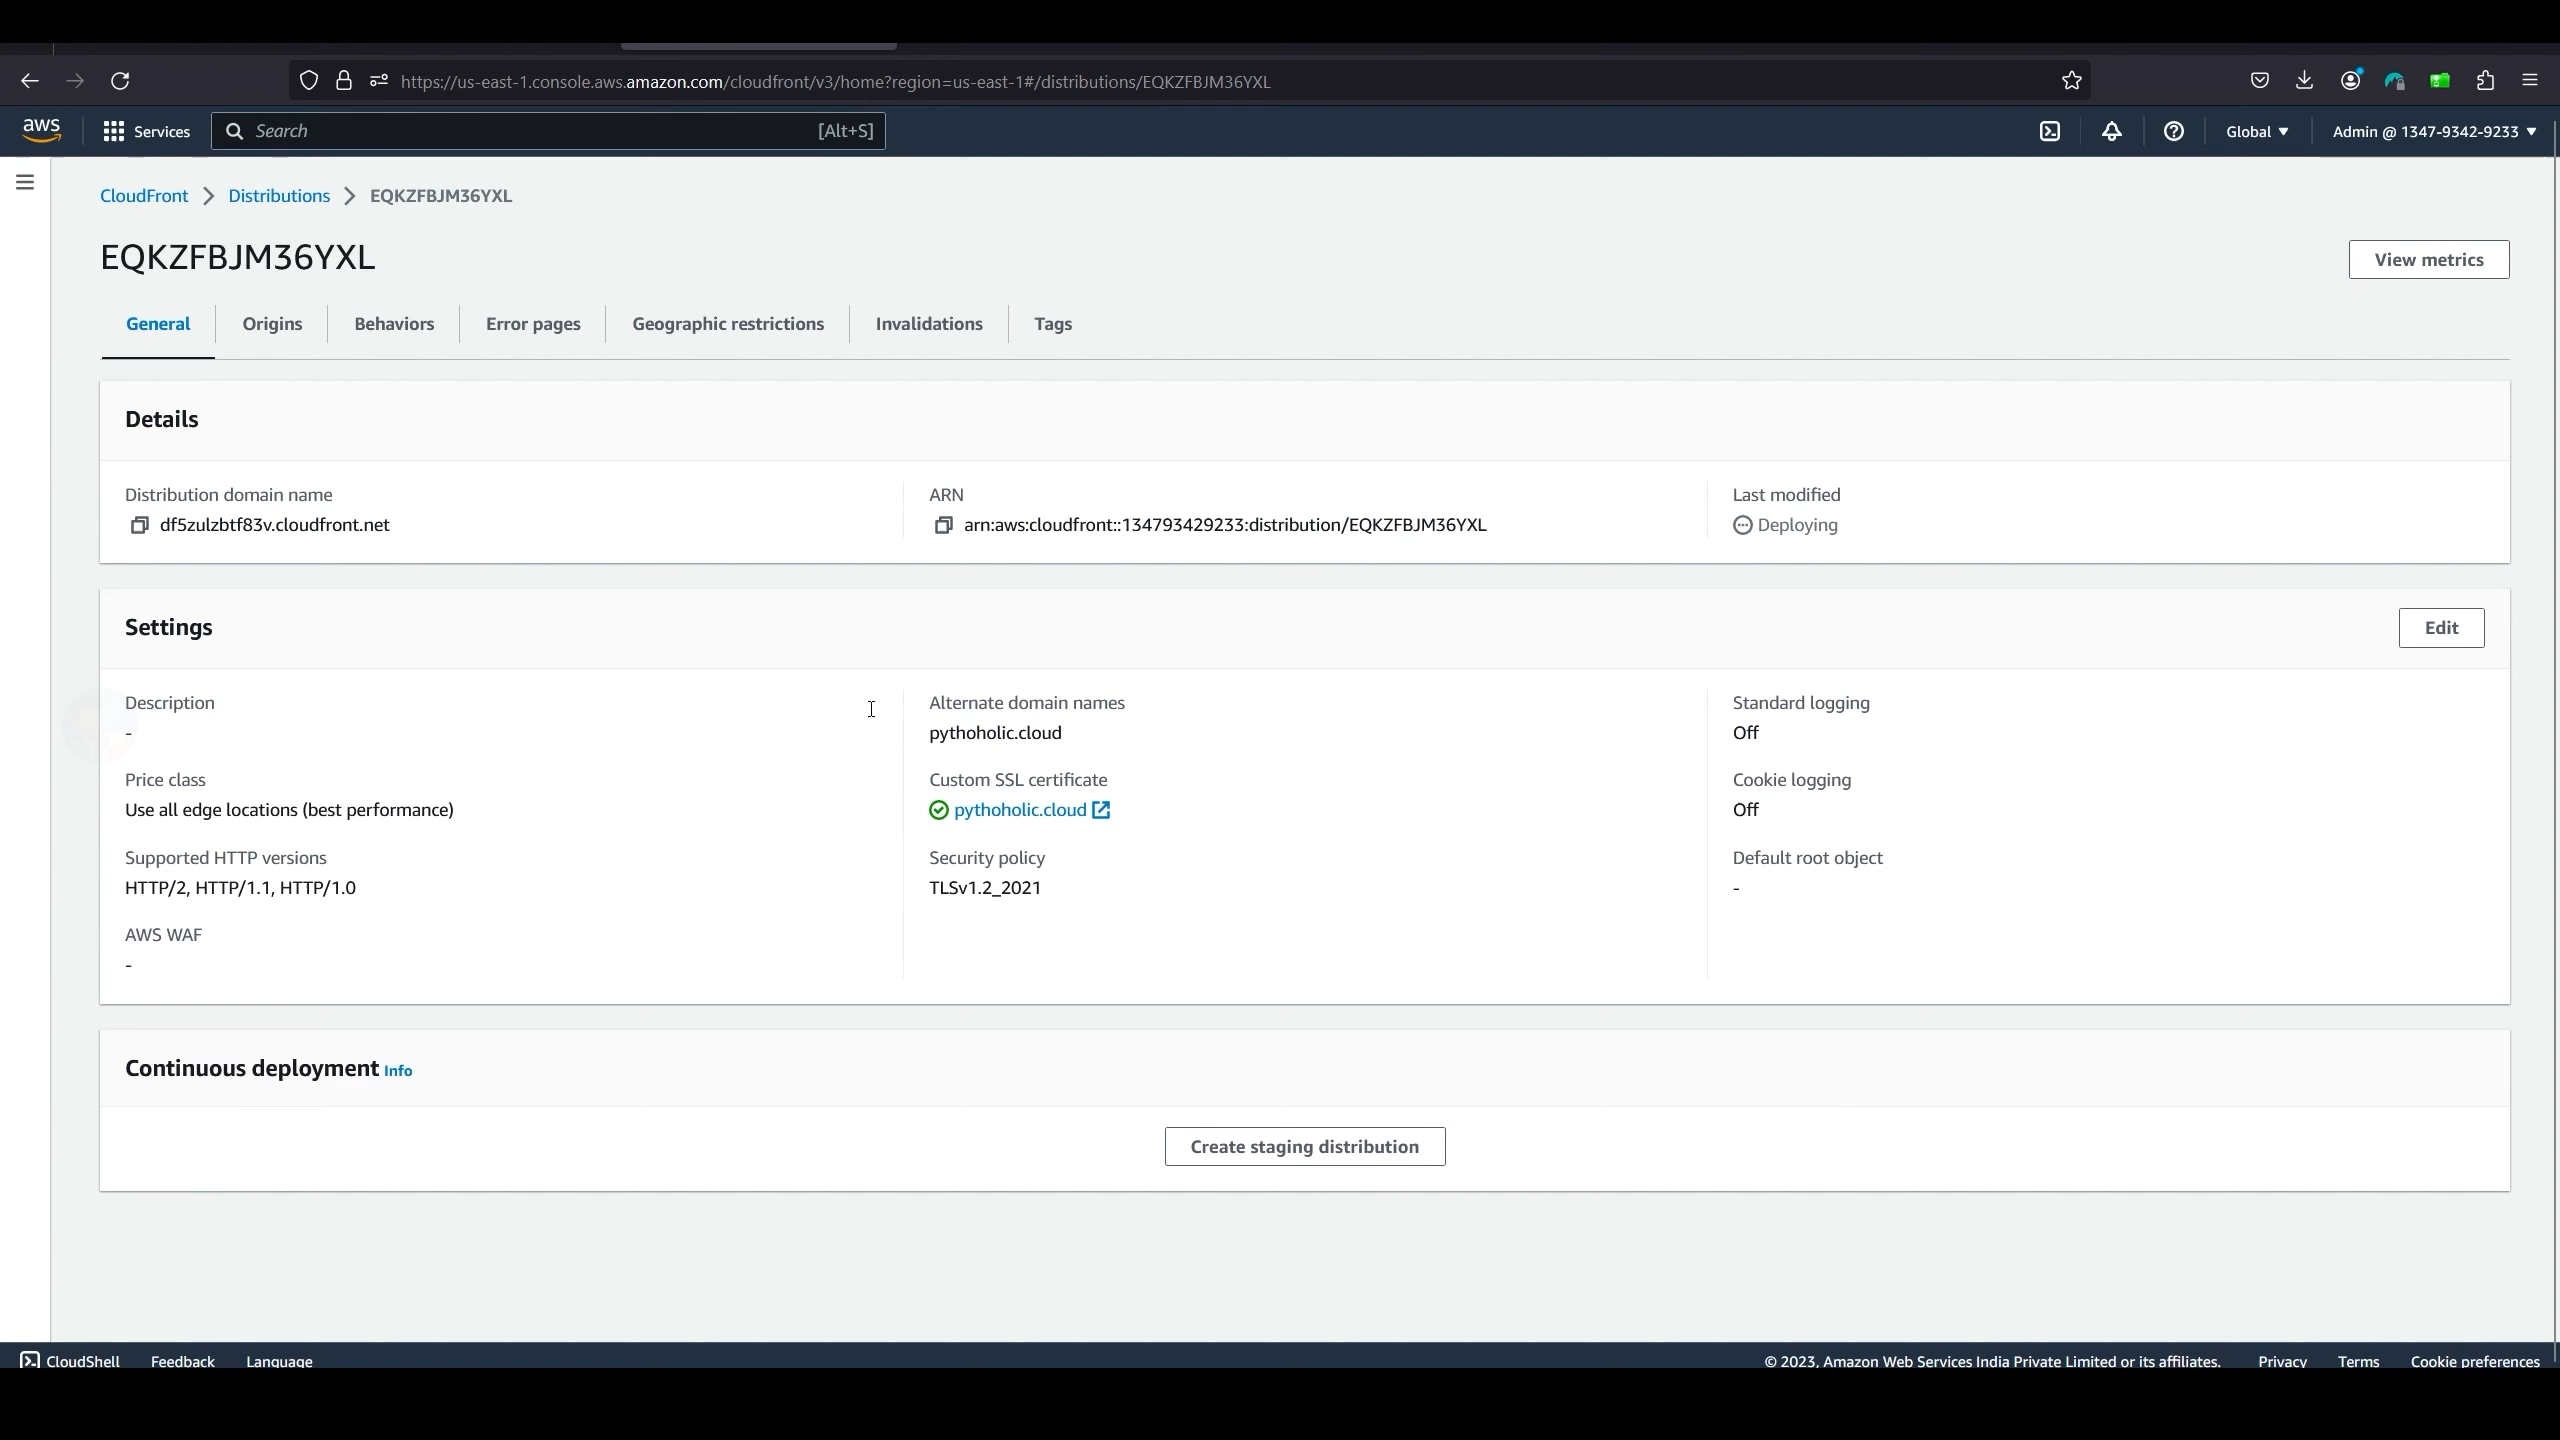 https://us-east-1.console.aws.amazon.com/cloudfront/v3/home?region=us-east-1#/distributions/EQKZFBJM36YXL
aws Services Search [Alt+S] Global Admin @ 1347-9342-9233
CloudFront Distributions EQKZFBJM36YXL
EQKZFBJM36YXL
View metrics
General Origins Behaviors Error pages Geographic restrictions Invalidations Tags
Details
Distribution domain name
df5zulzbtf83v.cloudfront.net
ARN
arn:aws:cloudfront::134793429233:distribution/EQKZFBJM36YXL
Last modified
Deploying
Settings
Edit
Description
-
Price class
Use all edge locations (best performance)
Supported HTTP versions
HTTP/2, HTTP/1.1, HTTP/1.0
AWS WAF
-
Alternate domain names
pythoholic.cloud
Custom SSL certificate
pythoholic.cloud
Security policy
TLSv1.2_2021
Standard logging
Off
Cookie logging
Off
Default root object
-
Continuous deployment Info
Create staging distribution
CloudShell Feedback Language © 2023, Amazon Web Services India Private Limited or its affiliates. Privacy Terms Cookie preferences